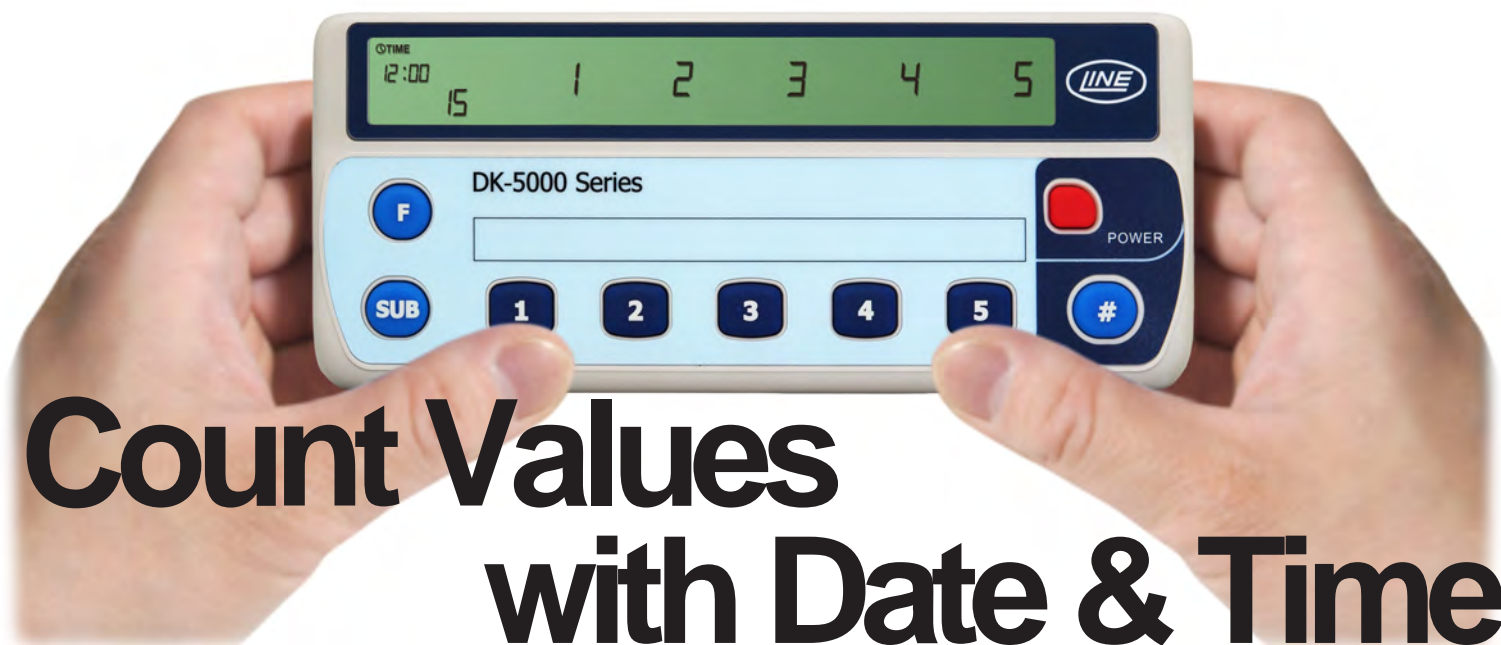 TIME
12:00
15 1 2 3 4 5
LINE
DK-5000 Series
F
POWER
SUB 1 2 3 4 5 #
Count Values
with Date & Time